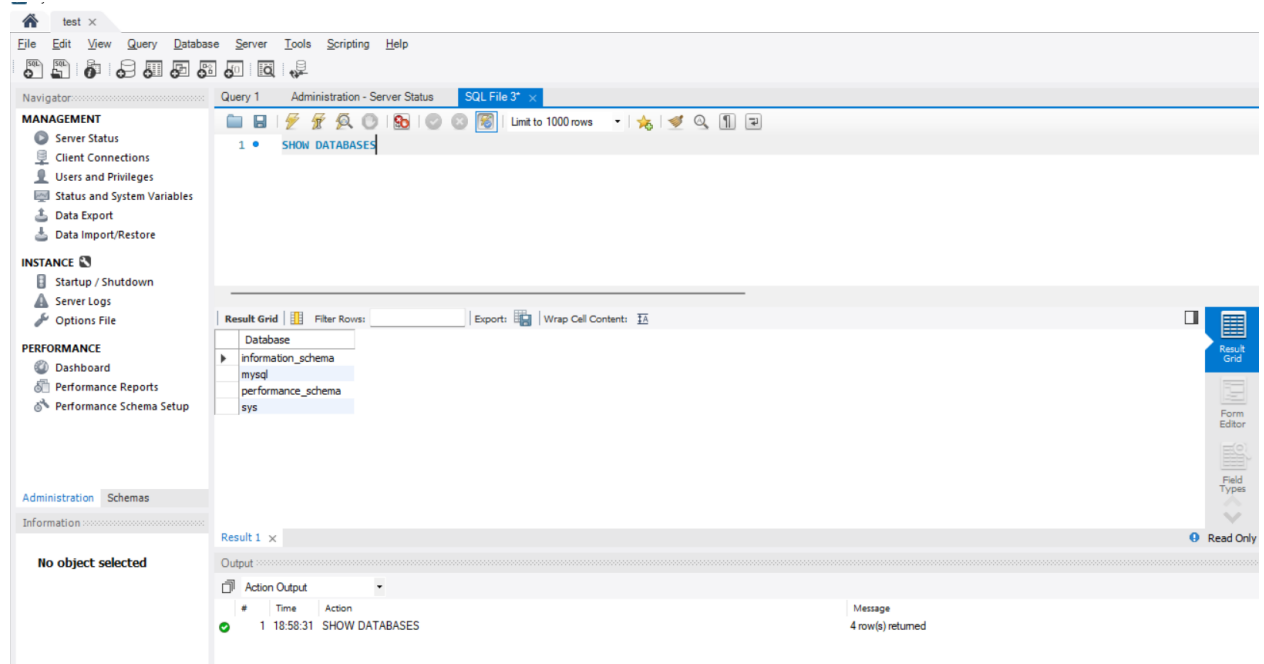 test ×
File Edit View Query Database Server Tools Scripting Help
Navigator
MANAGEMENT
Server Status
Client Connections
Users and Privileges
Status and System Variables
Data Export
Data Import/Restore
INSTANCE
Startup / Shutdown
Server Logs
Options File
PERFORMANCE
Dashboard
Performance Reports
Performance Schema Setup
Administration Schemas
Information
No object selected
Query 1 Administration - Server Status SQL File 3* ×
Limit to 1000 rows
1 SHOW DATABASES
Result Grid Filter Rows: Export: Wrap Cell Content: IA
Database
information_schema
mysql
performance_schema
sys
Result Grid
Form Editor
Field Types
Result 1 × Read Only
Output
Action Output
# Time Action Message
1 18:58:31 SHOW DATABASES 4 row(s) returned